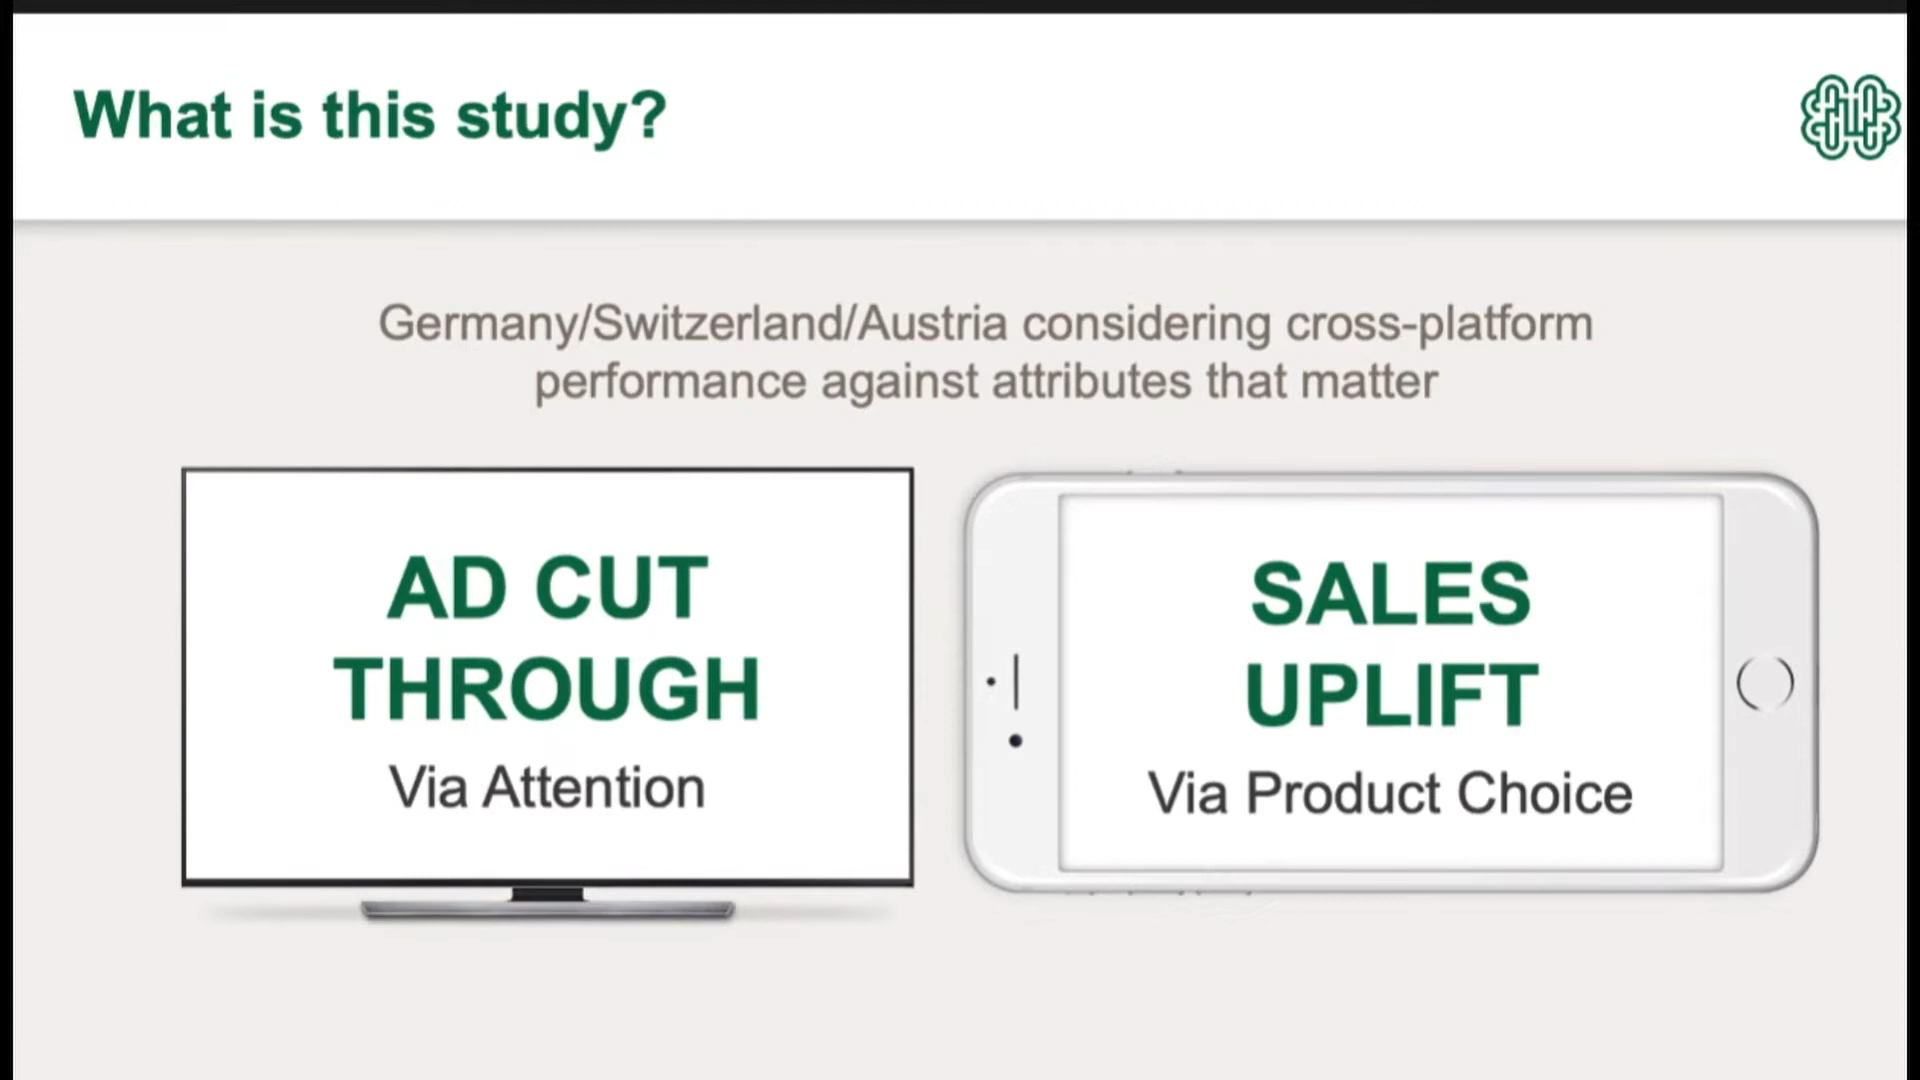 What is this study?
Germany/Switzerland/Austria considering cross-platform
performance against attributes that matter
AD CUT
THROUGH
Via Attention
SALES
UPLIFT
Via Product Choice